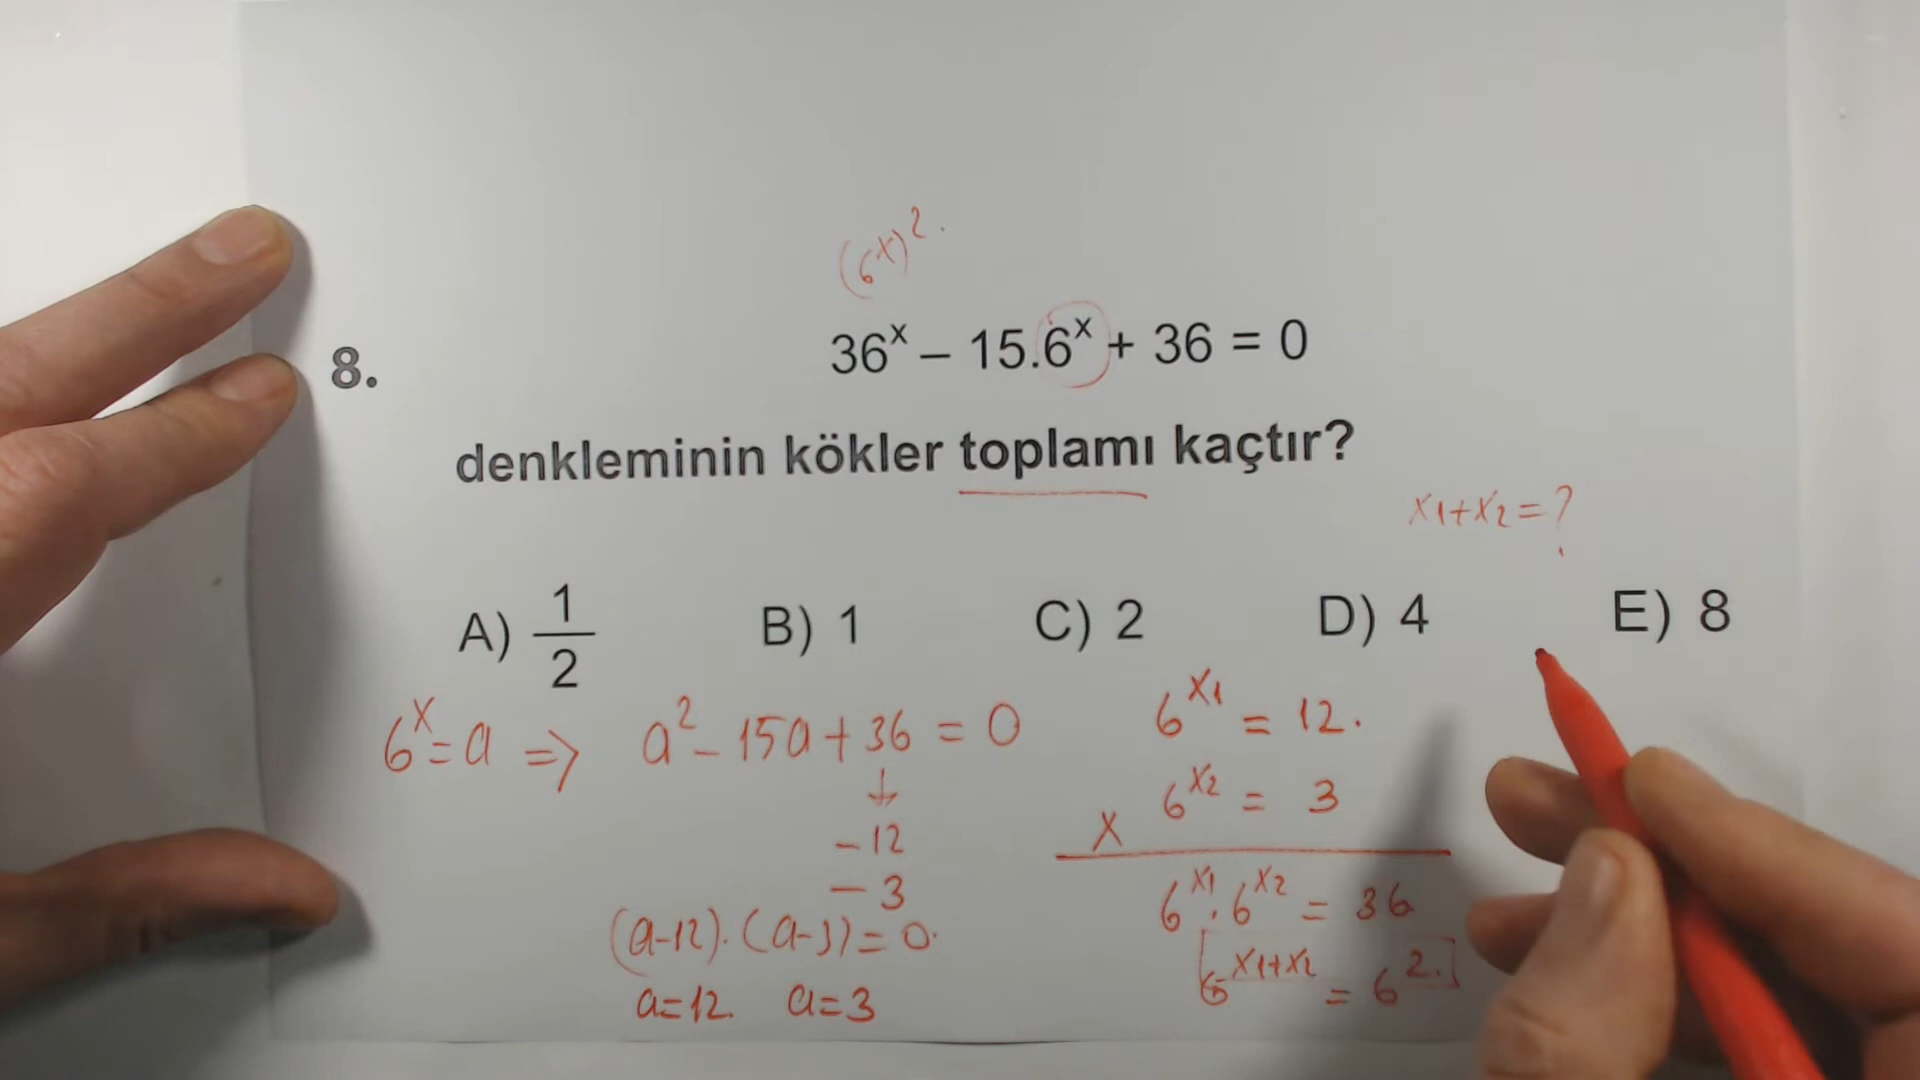 (6^x)^2.
8.
36^x – 15.6^x + 36 = 0
denkleminin kökler toplamı kaçtır?
x1+x2=?
A) 1/2 B) 1 C) 2 D) 4 E) 8
6^x=a => a^2-15a+36=0
-12
-3
(a-12).(a-3)=0.
a=12. a=3
6^x1 = 12.
6^x2 = 3
x
6^x1.6^x2 = 36
6^x1+x2 = 6^2.